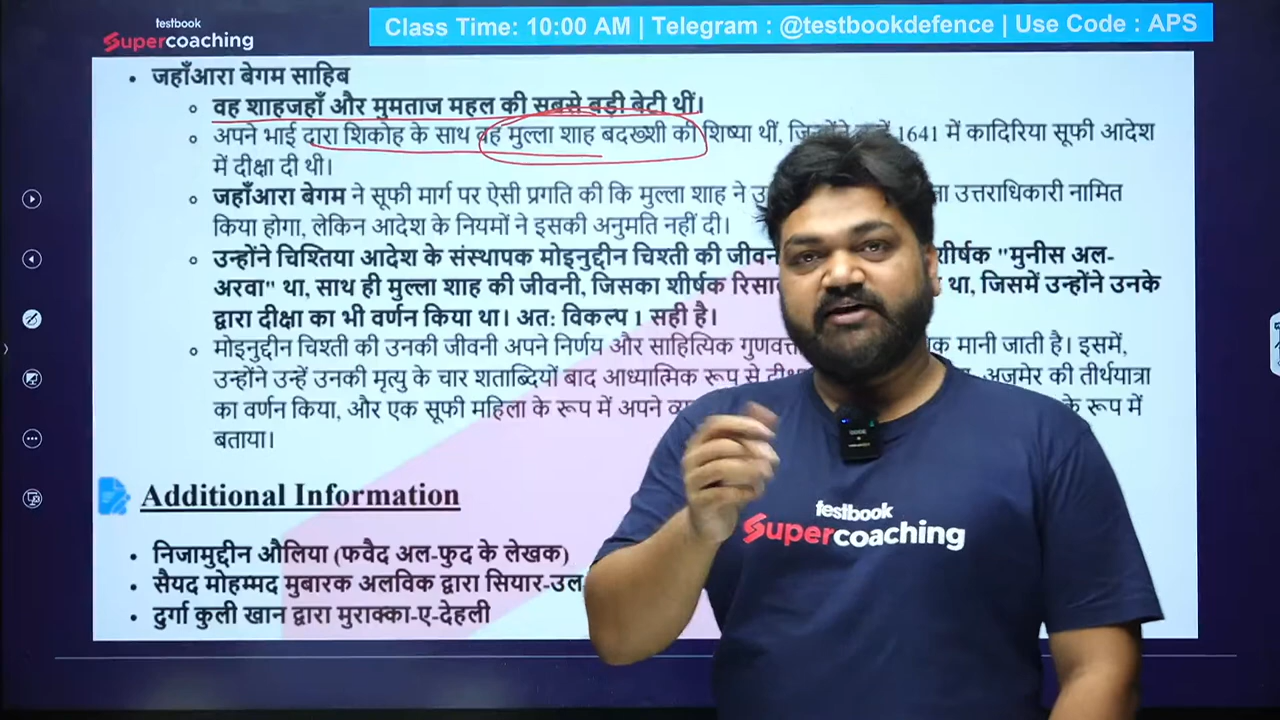 testbook
Supercoaching
Class Time: 10:00 AM | Telegram : @testbookdefence | Use Code : APS
• जहाँआरा बेगम साहिब
वह शाहजहाँ और मुमताज महल की सबसे बड़ी बेटी थीं।
अपने भाई दारा शिकोह के साथ वह मुल्ला शाह बदख्शी की शिष्या थीं, 1641 में कादिरिया सूफी आदेश
में दीक्षा दी थी।
जहाँआरा बेगम ने सूफी मार्ग पर ऐसी प्रगति की कि मुल्ला शाह ने उत्तराधिकारी नामित
किया होगा, लेकिन आदेश के नियमों ने इसकी अनुमति नहीं दी।
उन्होंने चिश्तिया आदेश के संस्थापक मोइनुद्दीन चिश्ती की शीर्षक "मुनीस अल-
अरवा" था, साथ ही मुल्ला शाह की जीवनी, जिसका शीर्षक था, जिसमें उन्होंने उनके
द्वारा दीक्षा का भी वर्णन किया था। अत: विकल्प 1 सही है।
मोइनुद्दीन चिश्ती की उनकी जीवनी अपने निर्णय और साहित्यिक मानी जाती है। इसमें,
उन्होंने उन्हें उनकी मृत्यु के चार शताब्दियों बाद आध्यात्मिक रूप से अजमेर की तीर्थयात्रा
का वर्णन किया, और एक सूफी महिला के रूप में अपने के रूप में
बताया।
Additional Information
• निजामुद्दीन औलिया (फवैद अल-फुद के लेखक)
• सैयद मोहम्मद मुबारक अलविक द्वारा
• दुर्गा कुली खान द्वारा मुराक्का-ए-देहली
testbook
Supercoaching